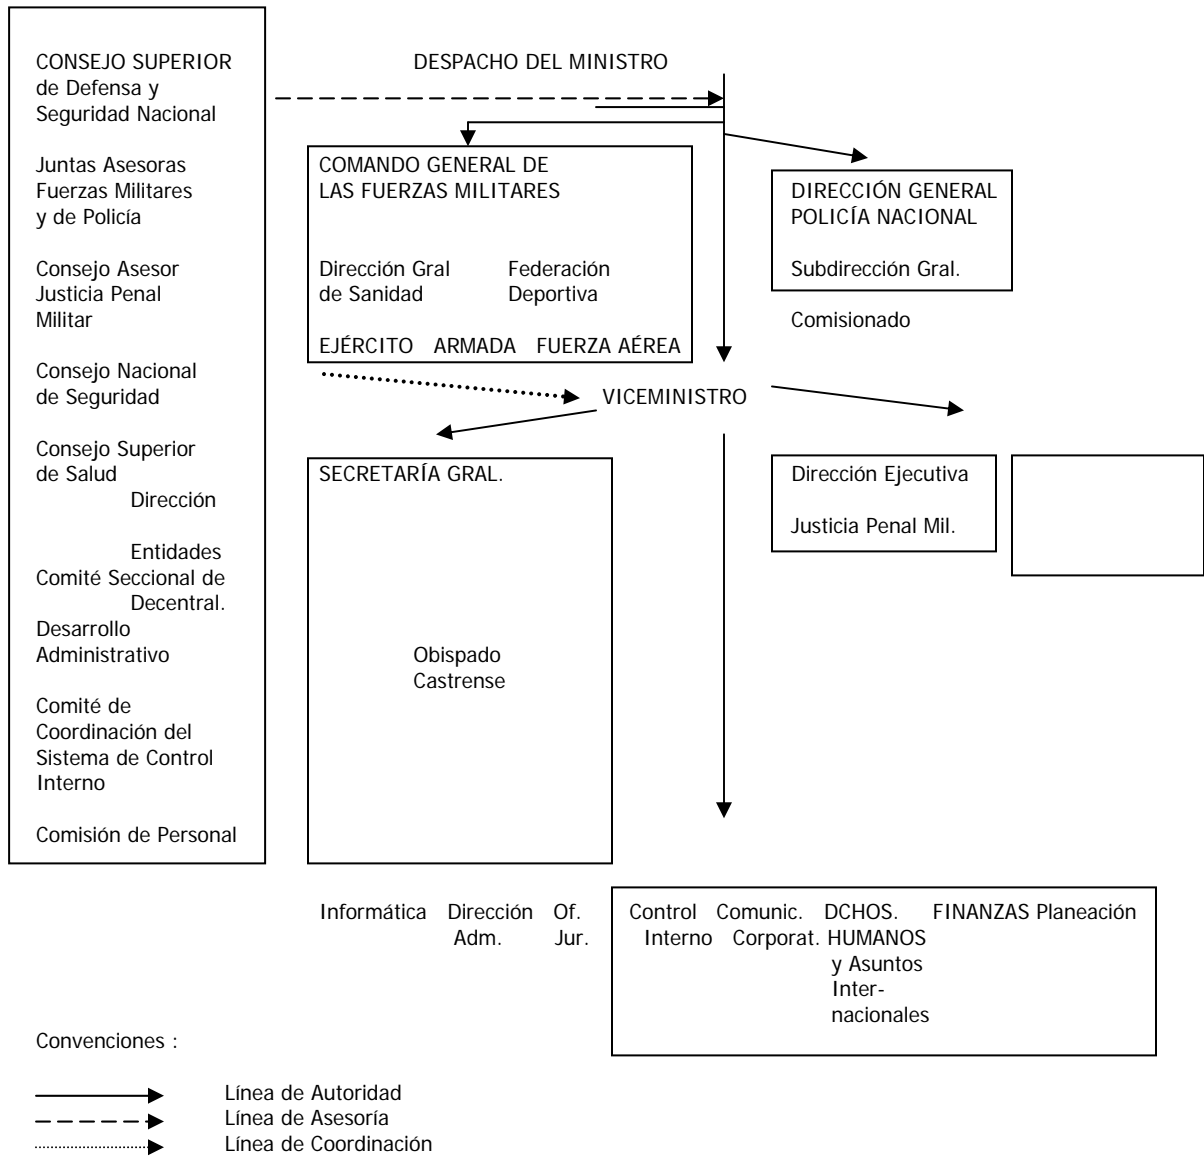 CONSEJO SUPERIOR
de Defensa y
Seguridad Nacional
Juntas Asesoras
Fuerzas Militares
y de Policía
Consejo Asesor
Justicia Penal
Militar
Consejo Nacional
de Seguridad
Consejo Superior
de Salud
Dirección
Entidades
Comité Seccional de
Decentral.
Desarrollo
Administrativo
Comité de
Coordinación del
Sistema de Control
Interno
Comisión de Personal
DESPACHO DEL MINISTRO
COMANDO GENERAL DE
LAS FUERZAS MILITARES
Dirección Gral Federación
de Sanidad Deportiva
EJÉRCITO ARMADA FUERZA AÉREA
DIRECCIÓN GENERAL
POLICÍA NACIONAL
Subdirección Gral.
Comisionado
VICEMINISTRO
SECRETARÍA GRAL.
Obispado
Castrense
Dirección Ejecutiva
Justicia Penal Mil.
Informática Dirección Of.
Adm. Jur.
Control Comunic. DCHOS. FINANZAS Planeación
Interno Corporat. HUMANOS
y Asuntos
Inter-
nacionales
Convenciones :
Línea de Autoridad
Línea de Asesoría
Línea de Coordinación